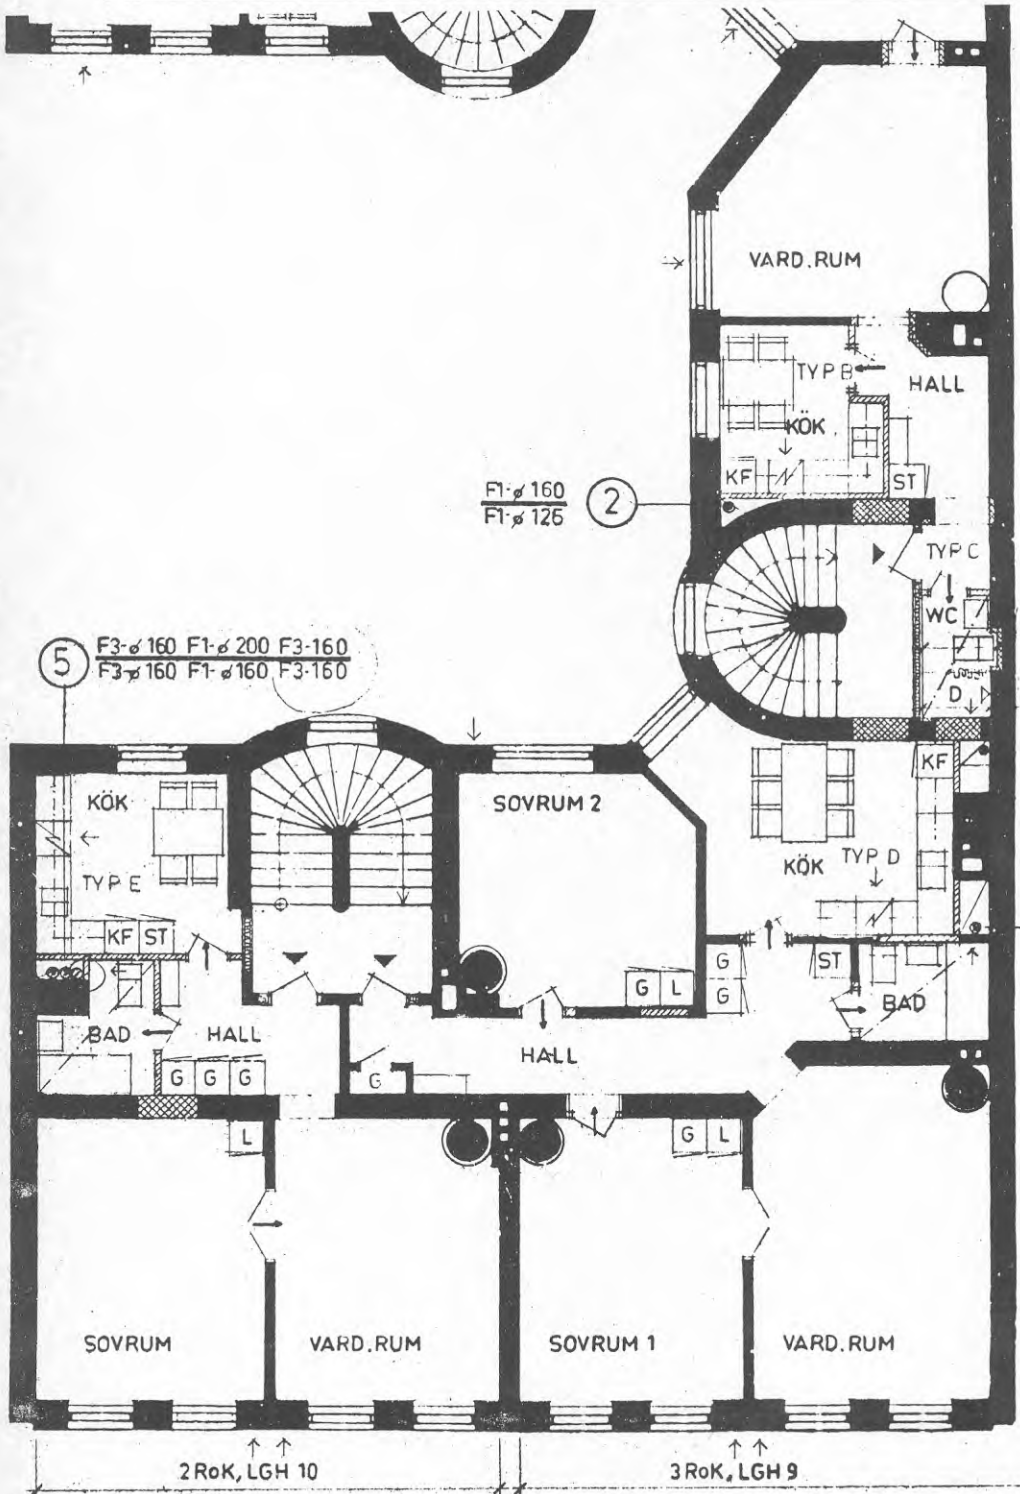 VARD.RUM
TYP B
HALL
KÖK
KF
ST
F1-ø 160
F1-ø 126
2
TYP C
WC
D
5
F3-ø 160 F1-ø 200 F3-160
F3-ø 160 F1-ø 160 F3-160
KÖK
TYP E
KF ST
SOVRUM 2
G L
KF
TYP D
KÖK
G
G
ST
BAD
BAD
HALL
G G G
G
HALL
L
G L
SOVRUM
VARD.RUM
SOVRUM 1
VARD.RUM
2 RoK, LGH 10
3 RoK, LGH 9